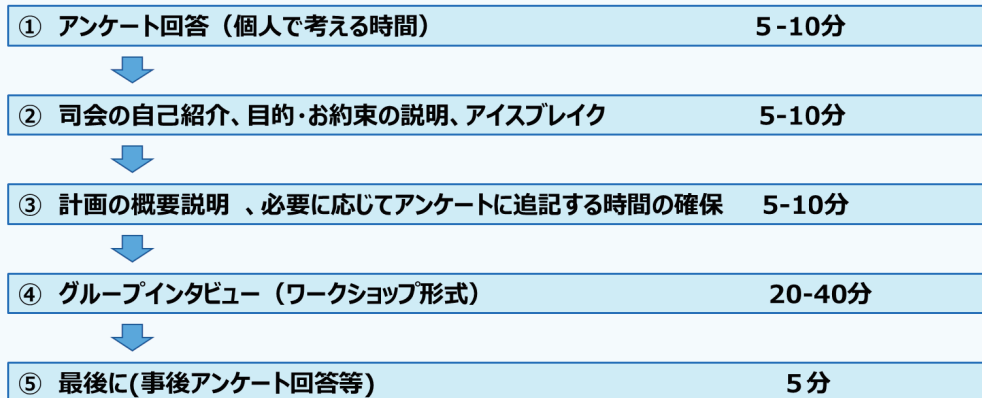 ① アンケート回答（個人で考える時間） 5-10分
② 司会の自己紹介、目的・お約束の説明、アイスブレイク 5-10分
③ 計画の概要説明 、必要に応じてアンケートに追記する時間の確保 5-10分
④ グループインタビュー（ワークショップ形式） 20-40分
⑤ 最後に(事後アンケート回答等) 5分